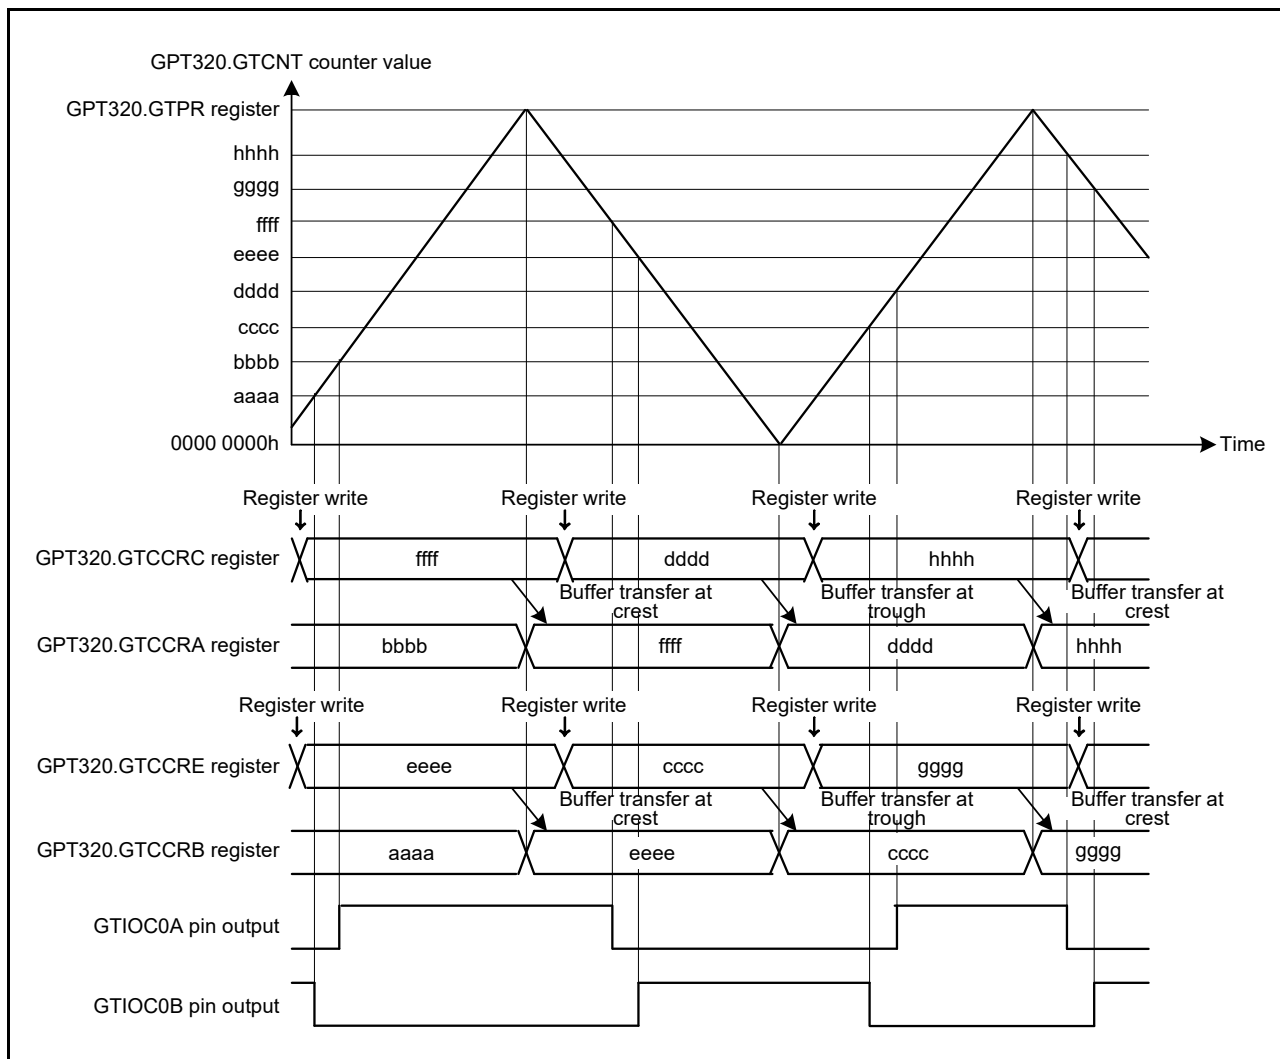 GPT320.GTCNT counter value
GPT320.GTPR register
hhhh
gggg
ffff
eeee
dddd
cccc
bbbb
aaaa
0000 0000h
Time
Register write Register write Register write Register write
GPT320.GTCCRC register ffff dddd hhhh
Buffer transfer at crest Buffer transfer at trough Buffer transfer at crest
GPT320.GTCCRA register bbbb ffff dddd hhhh
Register write Register write Register write Register write
GPT320.GTCCRE register eeee cccc gggg
Buffer transfer at crest Buffer transfer at trough Buffer transfer at crest
GPT320.GTCCRB register aaaa eeee cccc gggg
GTIOC0A pin output
GTIOC0B pin output